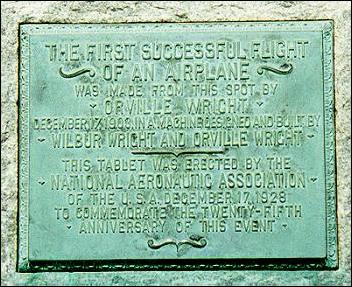 THE FIRST SUCCESSFUL FLIGHT
OF AN AIRPLANE
WAS MADE FROM THIS SPOT BY
ORVILLE WRIGHT
DECEMBER 17, 1903, IN A MACHINE DESIGNED AND BUILT BY
WILBUR WRIGHT AND ORVILLE WRIGHT
THIS TABLET WAS ERECTED BY THE
NATIONAL AERONAUTIC ASSOCIATION
OF THE U.S.A. DECEMBER 17, 1928
TO COMMEMORATE THE TWENTY-FIFTH
ANNIVERSARY OF THIS EVENT